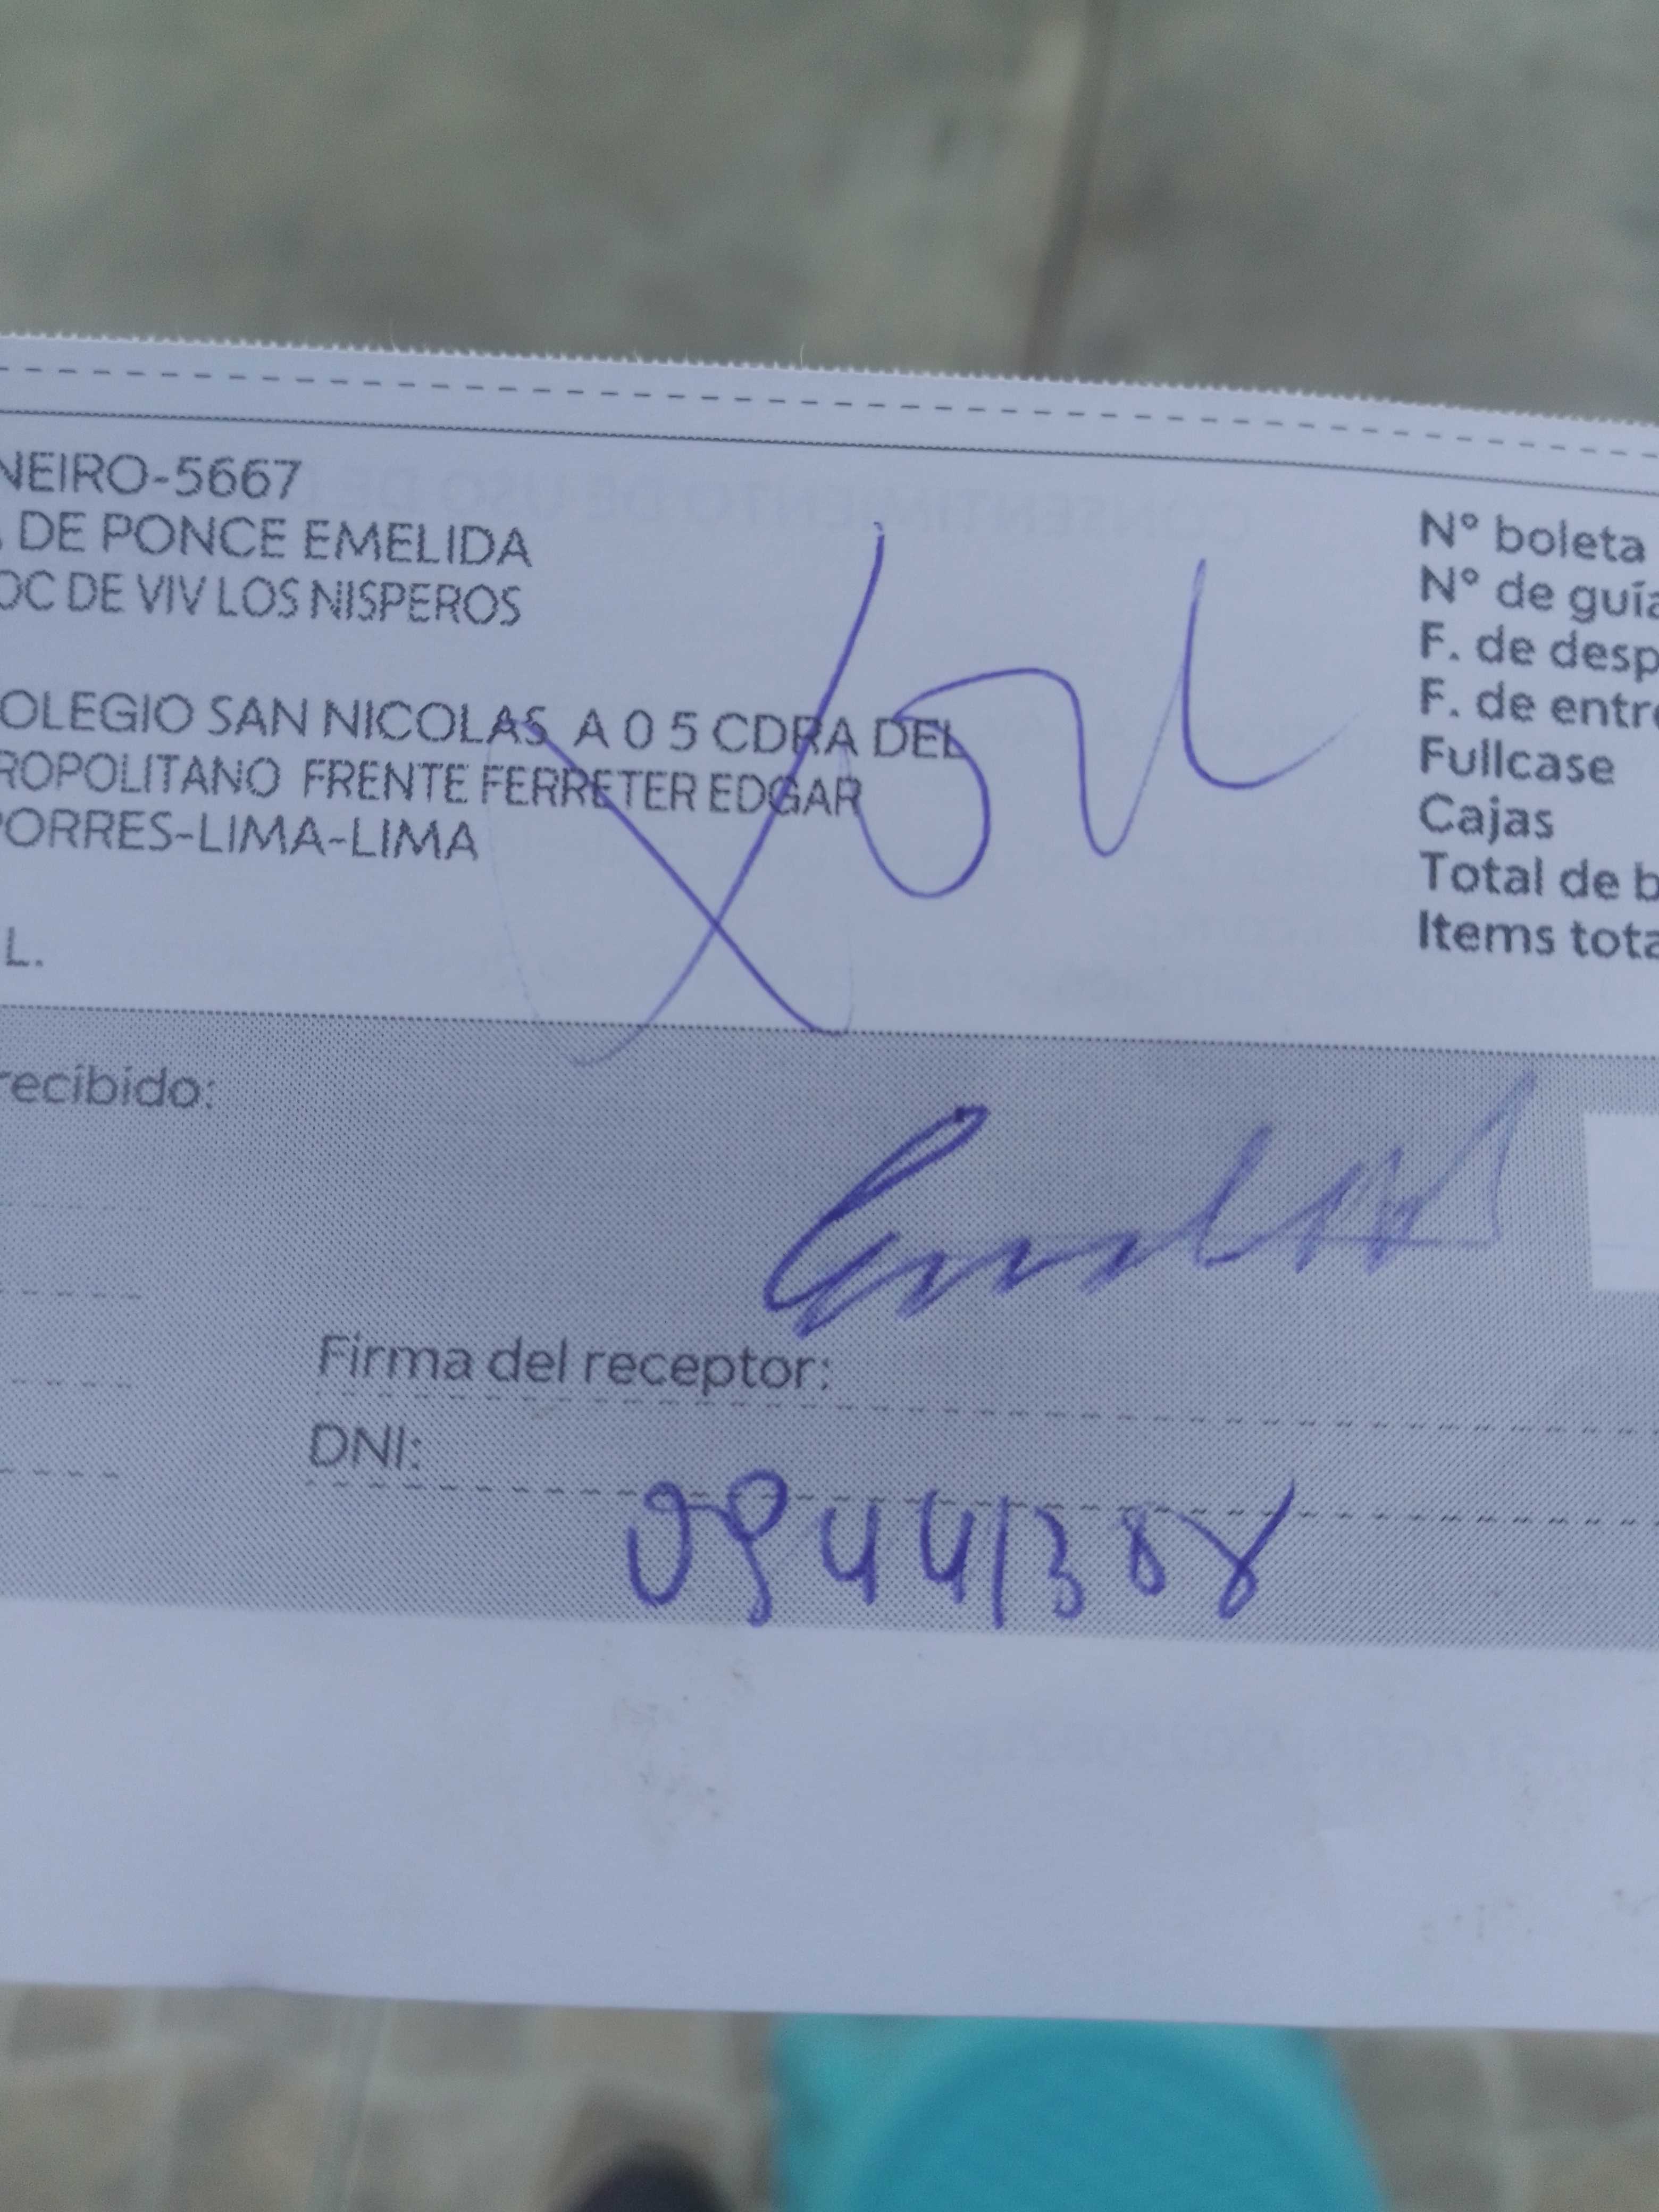 NEIRO-5667
DE PONCE EMELIDA
OC DE VIV LOS NISPEROS
OLEGIO SAN NICOLAS A 0 5 CDRA DEL
ROPOLITANO FRENTE FERRETER EDGAR
PORRES-LIMA-LIMA
L.
N° boleta
N° de guía
F. de desp
F. de entre
Fullcase
Cajas
Total de b
Items tota
recibido:
Firma del receptor:
DNI:
09441388